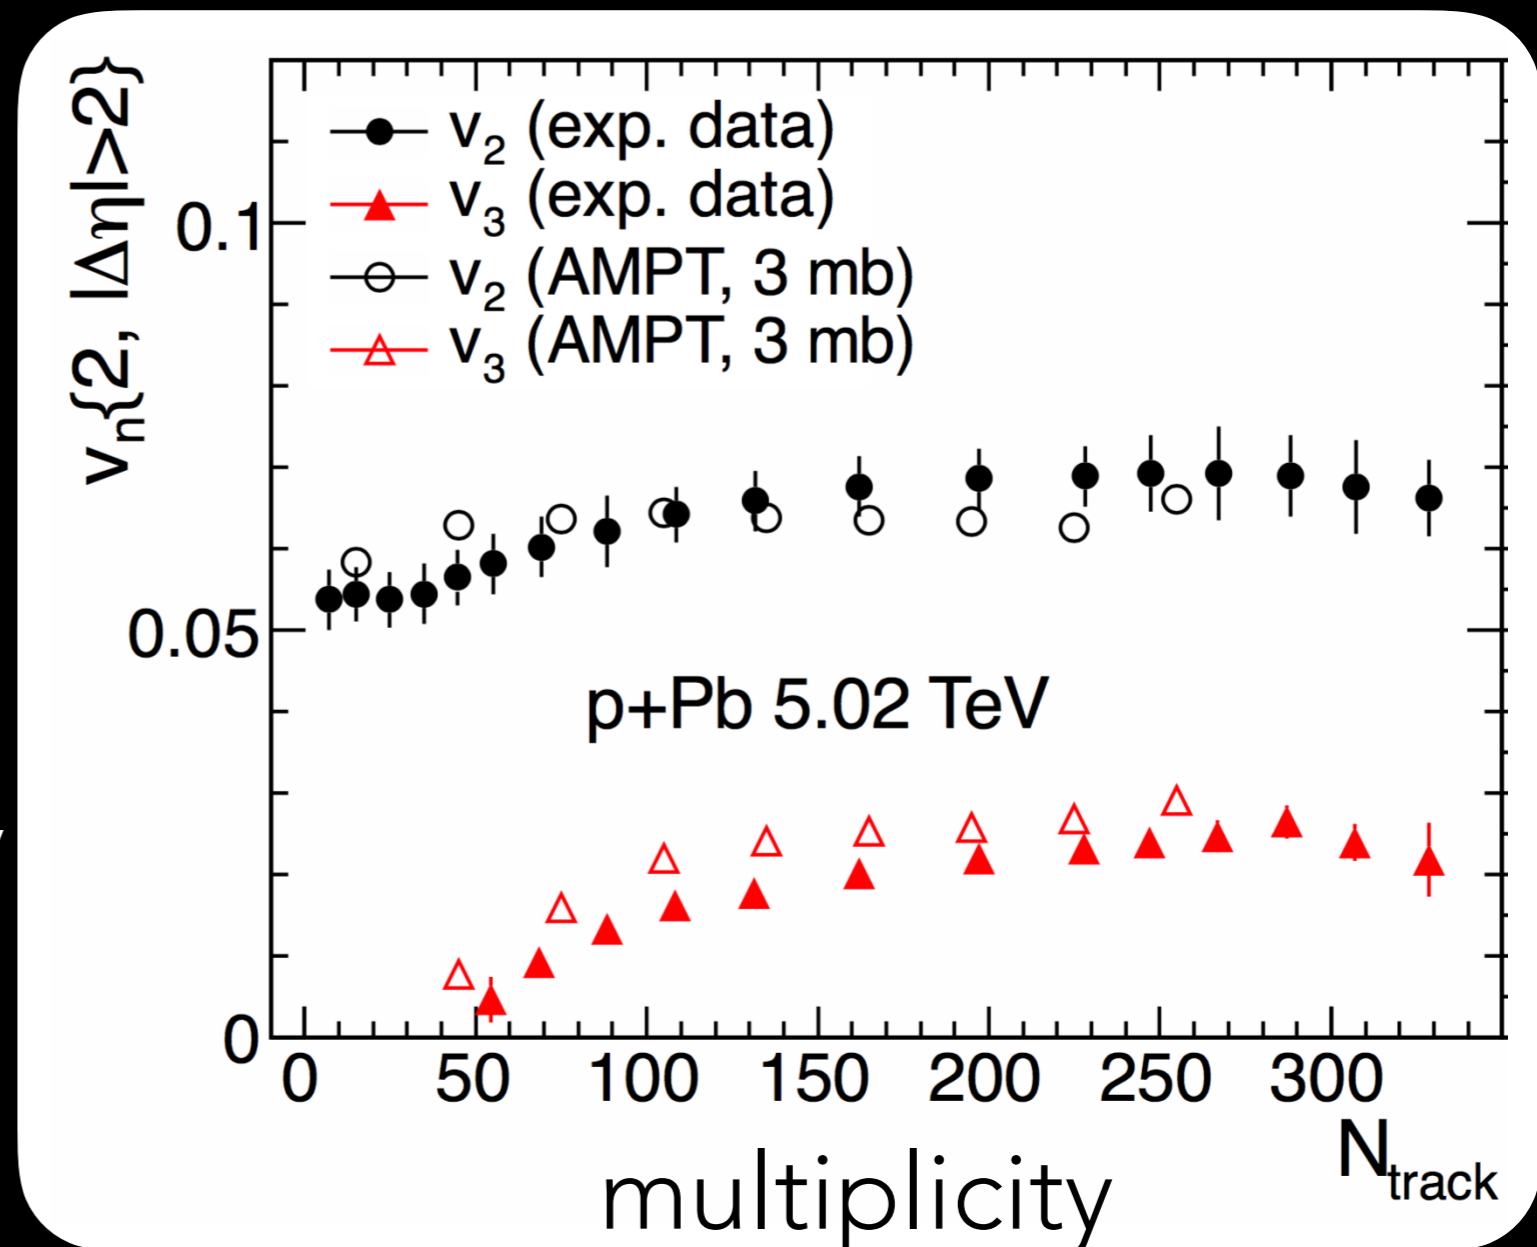 v₂ (exp. data)
v₃ (exp. data)
v₂ (AMPT, 3 mb)
v₃ (AMPT, 3 mb)
vₙ{2, |Δη|>2}
0.1
0.05
0
p+Pb 5.02 TeV
0 50 100 150 200 250 300
N_track
multiplicity